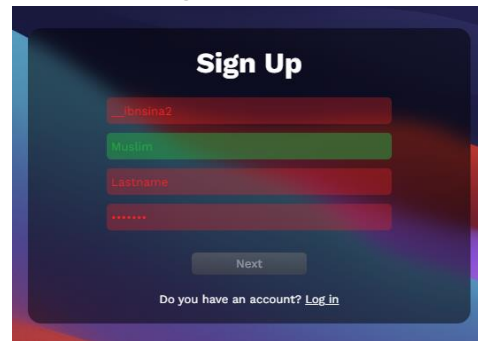 Sign Up
__Ibnsina2
Muslim
Lastname
•••••••
Next
Do you have an account? Log in